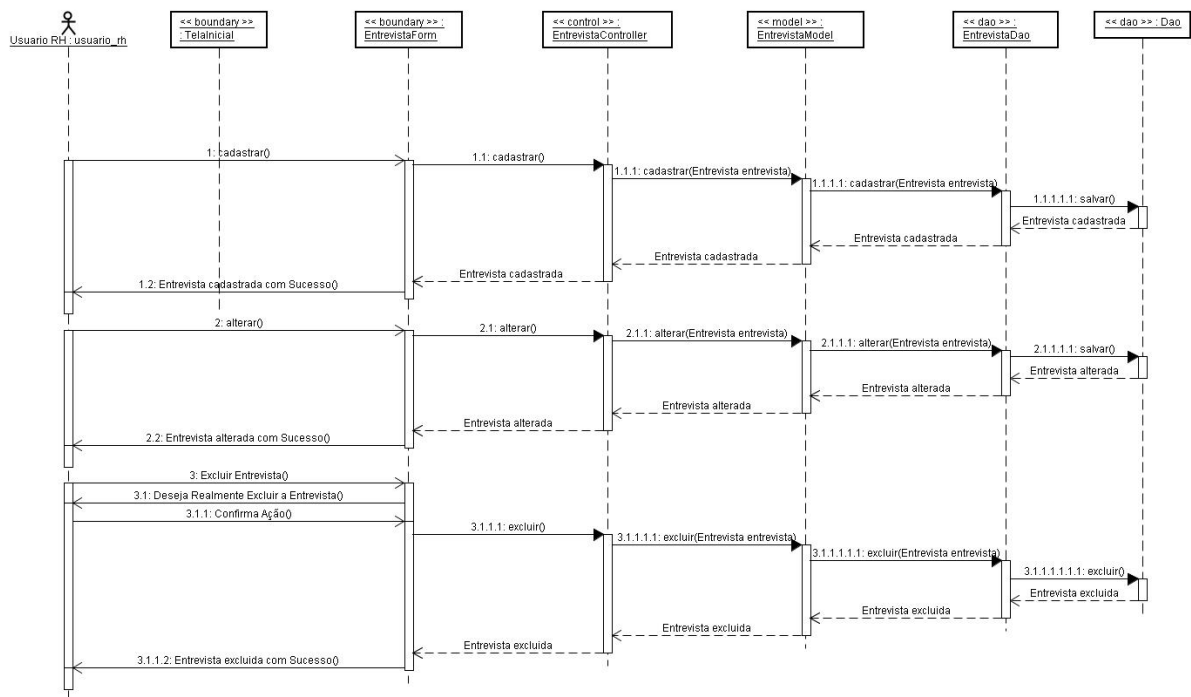 Usuario RH : usuario_rh
<< boundary >>
: TelaInicial
<< boundary >> :
EntrevistaForm
<< control >> :
EntrevistaController
<< model >> :
EntrevistaModel
<< dao >> :
EntrevistaDao
<< dao >> : Dao
1: cadastrar()
1.1: cadastrar()
1.1.1: cadastrar(Entrevista entrevista)
1.1.1.1: cadastrar(Entrevista entrevista)
1.1.1.1.1: salvar()
Entrevista cadastrada
Entrevista cadastrada
Entrevista cadastrada
Entrevista cadastrada
1.2: Entrevista cadastrada com Sucesso()
2: alterar()
2.1: alterar()
2.1.1: alterar(Entrevista entrevista)
2.1.1.1: alterar(Entrevista entrevista)
2.1.1.1.1: salvar()
Entrevista alterada
Entrevista alterada
Entrevista alterada
Entrevista alterada
2.2: Entrevista alterada com Sucesso()
3: Excluir Entrevista()
3.1: Deseja Realmente Excluir a Entrevista()
3.1.1: Confirma Ação()
3.1.1.1: excluir()
3.1.1.1.1: excluir(Entrevista entrevista)
3.1.1.1.1.1: excluir(Entrevista entrevista)
3.1.1.1.1.1.1: excluir()
Entrevista excluida
Entrevista excluida
Entrevista excluida
Entrevista excluida
3.1.1.2: Entrevista excluida com Sucesso()